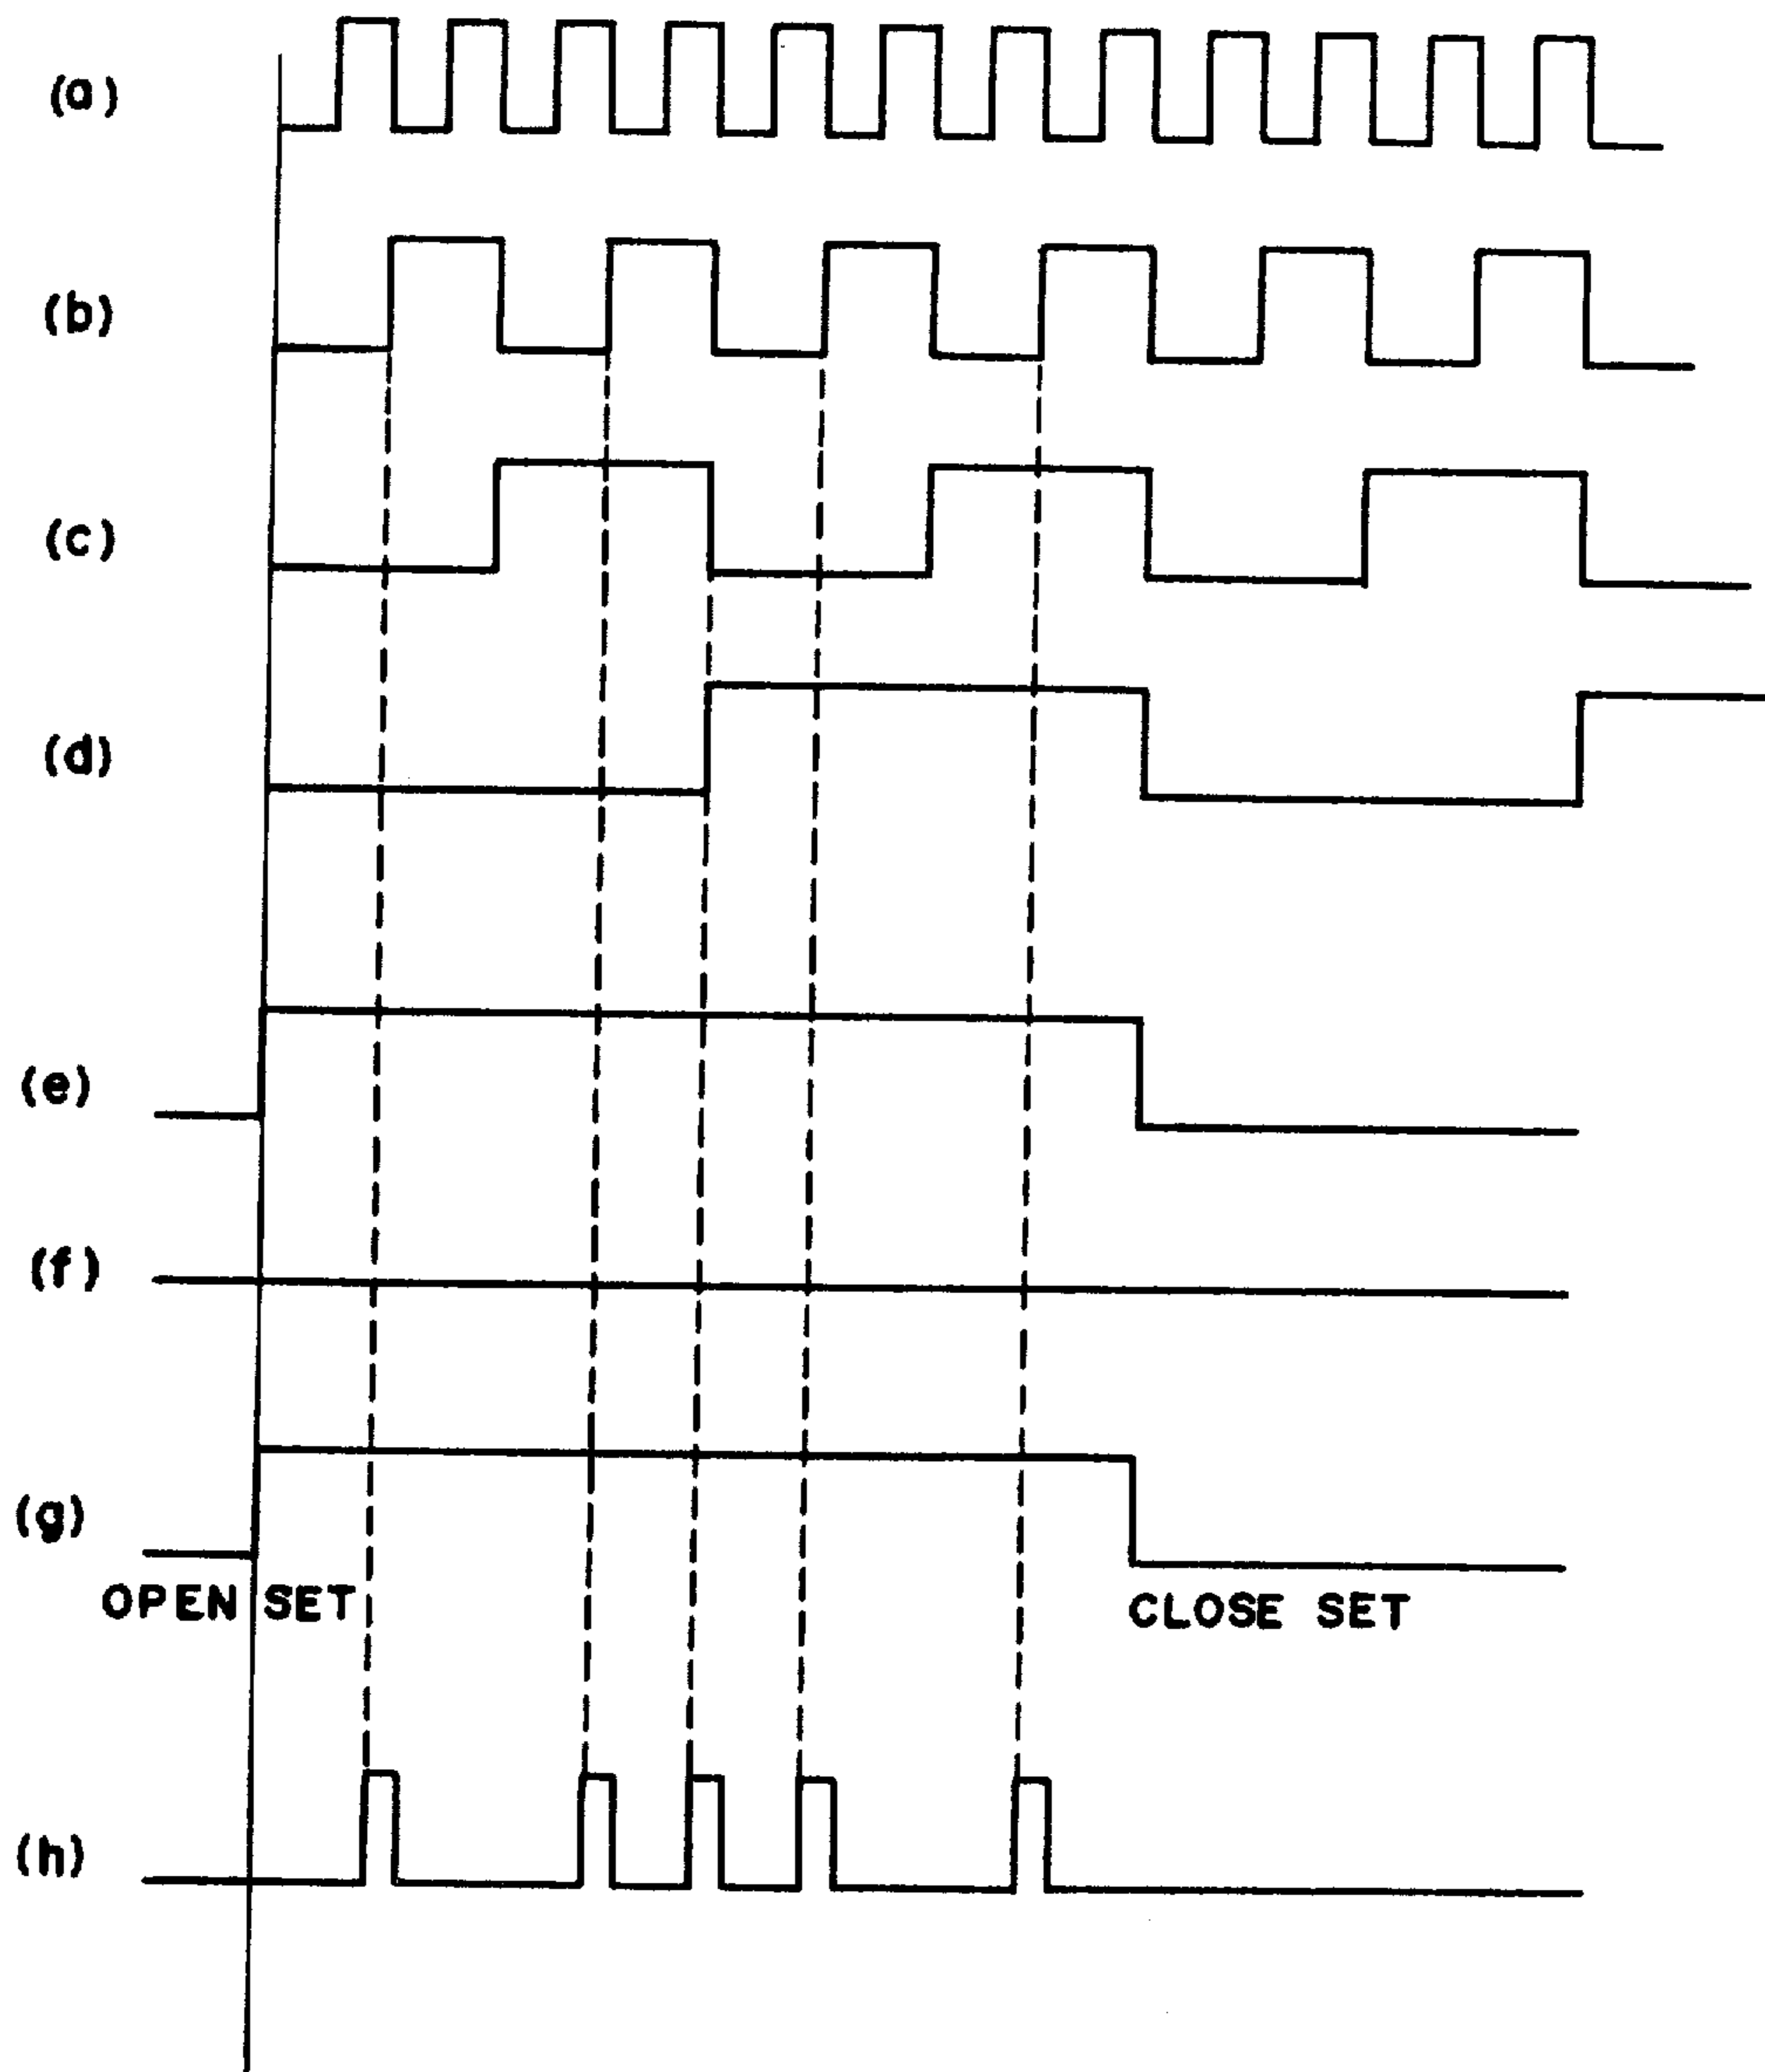 (a)
(b)
(c)
(d)
(e)
(f)
(g)
OPEN SET
CLOSE SET
(h)